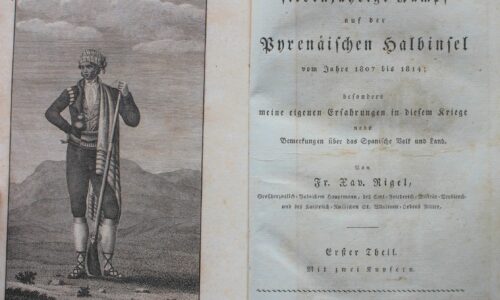 auf der
Pyrenäischen Halbinsel
vom Jahre 1807 bis 1814;
besonders
meine eigenen Erfahrungen in diesem Kriege
nebst
Bemerkungen über das Spanische Volk und Land.
Von
Fr. Xav. Rigel,
Erster Theil.
Mit zwei Kupfern.